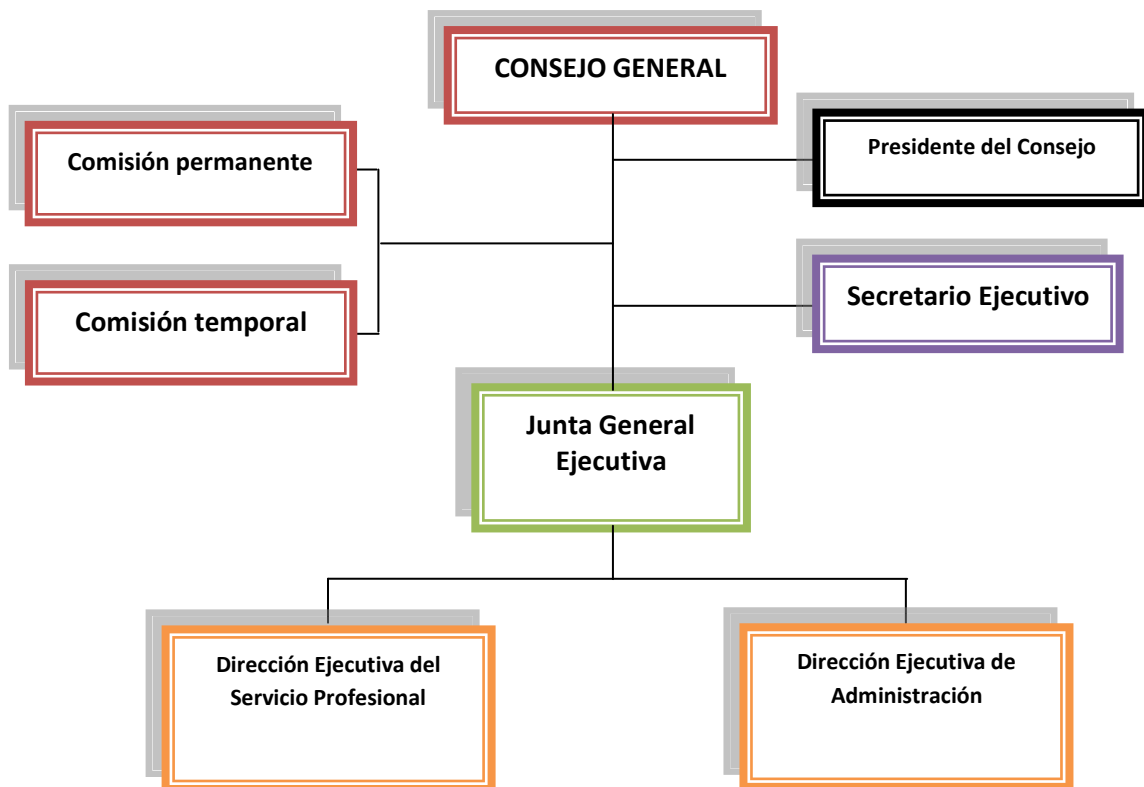 CONSEJO GENERAL
Presidente del Consejo
Comisión permanente
Secretario Ejecutivo
Comisión temporal
Junta General
Ejecutiva
Dirección Ejecutiva del
Servicio Profesional
Dirección Ejecutiva de
Administración